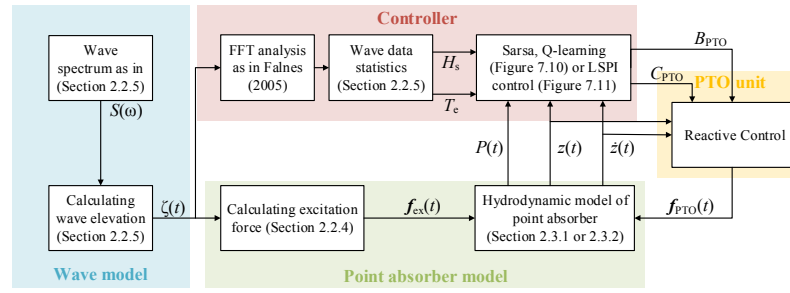 Controller
Wave
spectrum as in
(Section 2.2.5)
FFT analysis
as in Falnes
(2005)
Wave data
statistics
(Section 2.2.5)
Hs
Te
Sarsa, Q-learning
(Figure 7.10) or LSPI
control (Figure 7.11)
BPTO
CPTO
PTO unit
Reactive Control
S(ω)
P(t)
z(t)
ż(t)
Calculating
wave elevation
(Section 2.2.5)
ζ(t)
Calculating excitation
force (Section 2.2.4)
fex(t)
Hydrodynamic model of
point absorber
(Section 2.3.1 or 2.3.2)
fPTO(t)
Wave model
Point absorber model